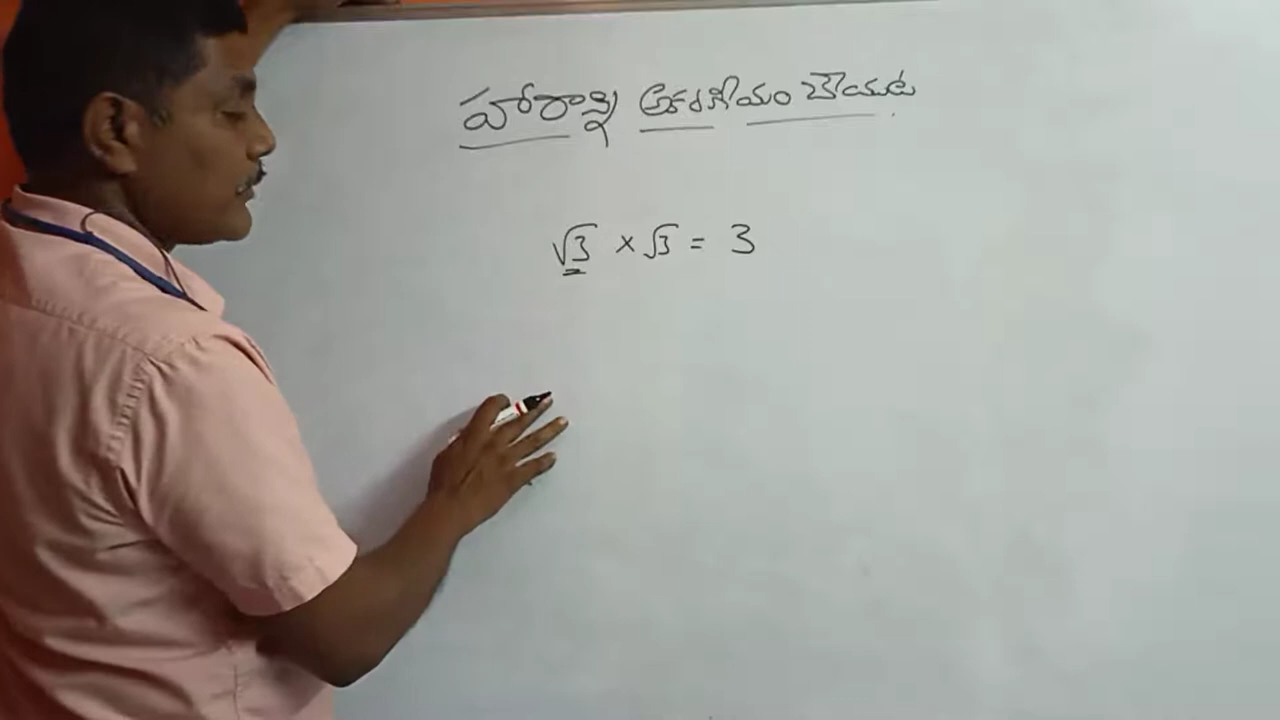 హారాన్ని అకరణీయం చేయుట.
√3 × √3 = 3